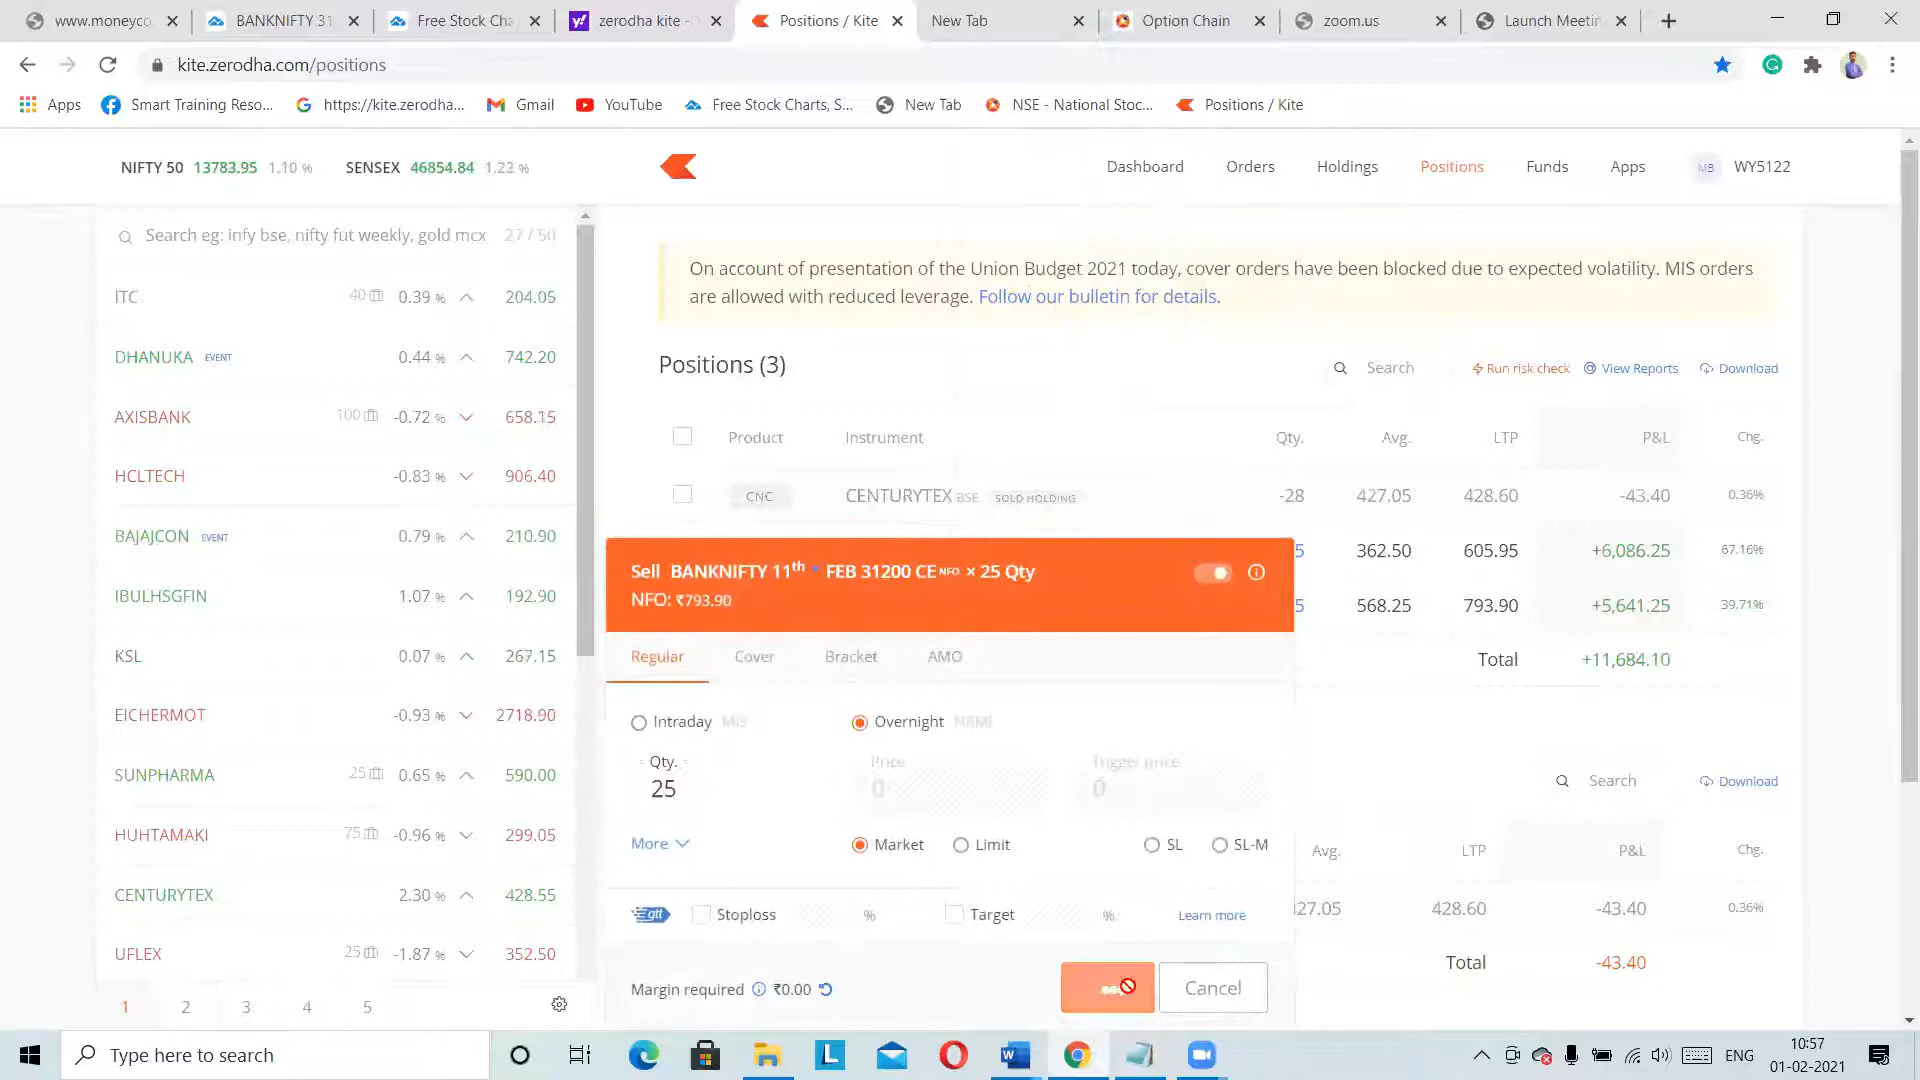 www.moneyco
BANKNIFTY 31
Free Stock Cha
zerodha kite -
Positions / Kite
New Tab
Option Chain
zoom.us
Launch Meetin
kite.zerodha.com/positions
Apps
Smart Training Reso...
https://kite.zerodha...
Gmail
YouTube
Free Stock Charts, S...
New Tab
NSE - National Stoc...
Positions / Kite
NIFTY 50 13783.95 1.10 %
SENSEX 46854.84 1.23 %
Dashboard
Orders
Holdings
Positions
Funds
Apps
MB
WY5122
Search eg: infy bse, nifty fut weekly, gold mcx 27 / 50
ITC 40 0.39 % 204.05
DHANUKA EVENT 0.44 % 742.20
AXISBANK 100 -0.72 % 658.15
HCLTECH -0.83 % 906.40
BAJAJCON EVENT 0.79 % 210.90
IBULHSGFIN 1.07 % 192.90
KSL 0.07 % 267.15
EICHERMOT -0.93 % 2718.90
SUNPHARMA 25 0.65 % 590.00
HUHTAMAKI 75 -0.96 % 299.05
CENTURYTEX 2.30 % 428.55
UFLEX 25 -1.87 % 352.50
1 2 3 4 5
On account of presentation of the Union Budget 2021 today, cover orders have been blocked due to expected volatility. MIS orders
are allowed with reduced leverage. Follow our bulletin for details.
Positions (3)
Search
Run risk check
View Reports
Download
Product Instrument Qty. Avg. LTP P&L Chg.
CNC CENTURYTEX BSE SOLD HOLDING -28 427.05 428.60 -43.40 0.36%
5 362.50 605.95 +6,086.25 67.16%
5 568.25 793.90 +5,641.25 39.71%
Total +11,684.10
Sell BANKNIFTY 11th FEB 31200 CE NFO × 25 Qty
NFO: ₹793.90
Regular Cover Bracket AMO
Intraday MIS
Overnight NRML
Qty.
25
Price
0
Trigger price
0
More
Market
Limit
SL
SL-M
gtt
Stoploss %
Target %
Learn more
Margin required ₹0.00
Cancel
Search
Download
Avg. LTP P&L Chg.
27.05 428.60 -43.40 0.36%
Total -43.40
Type here to search
ENG
10:57
01-02-2021